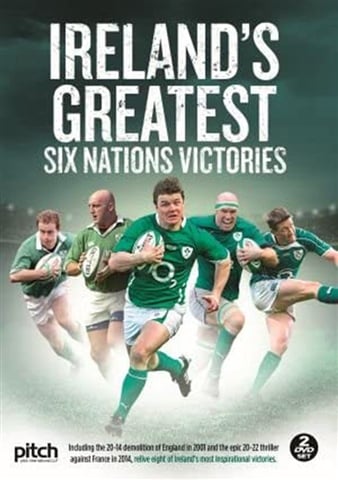 IRELAND'S
GREATEST
SIX NATIONS VICTORIES
pitch
Including the 20-14 demolition of England in 2001 and the epic 20-22 thriller
against France in 2014, relive eight of Ireland's most inspirational victories.
2
DVD
SET